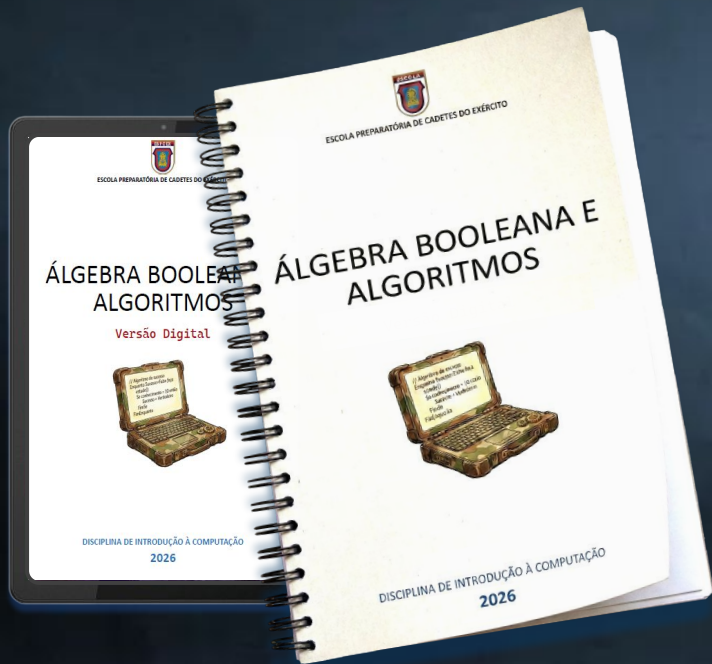 ESCOLA PREPARATÓRIA DE CADETES DO EXÉRCITO
ÁLGEBRA BOOLEANA E
ALGORITMOS
DISCIPLINA DE INTRODUÇÃO À COMPUTAÇÃO
2026
ESCOLA PREPARATÓRIA DE CADETES DO
ÁLGEBRA BOOLEA
ALGORITMOS
Versão Digital
DISCIPLINA DE INTRODUÇÃO À COMPUTAÇÃO
2026